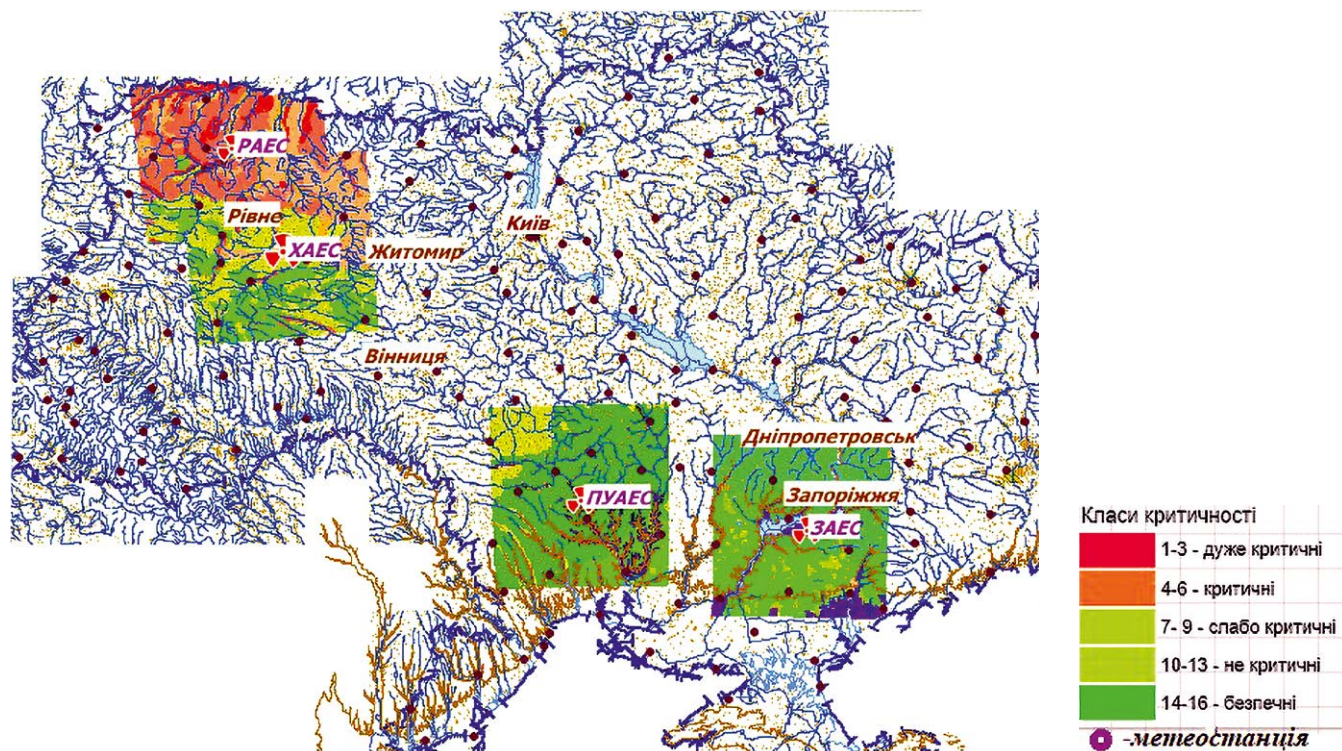 РАЕС
Рівне
Київ
ХАЕС
Житомир
Вінниця
Дніпропетровськ
ПУАЕС
Запоріжжя
ЗАЕС
Класи критичності
1-3 - дуже критичні
4-6 - критичні
7- 9 - слабо критичні
10-13 - не критичні
14-16 - безпечні
-метеостанція